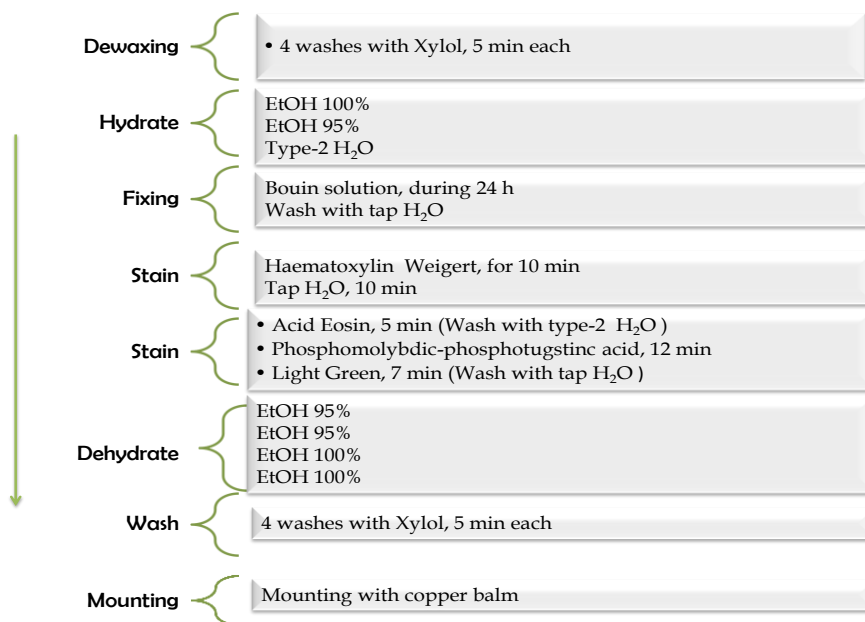 Dewaxing
• 4 washes with Xylol, 5 min each
Hydrate
EtOH 100%
EtOH 95%
Type-2 H₂O
Fixing
Bouin solution, during 24 h
Wash with tap H₂O
Stain
Haematoxylin Weigert, for 10 min
Tap H₂O, 10 min
Stain
• Acid Eosin, 5 min (Wash with type-2 H₂O )
• Phosphomolybdic-phosphotugstinc acid, 12 min
• Light Green, 7 min (Wash with tap H₂O )
Dehydrate
EtOH 95%
EtOH 95%
EtOH 100%
EtOH 100%
Wash
4 washes with Xylol, 5 min each
Mounting
Mounting with copper balm